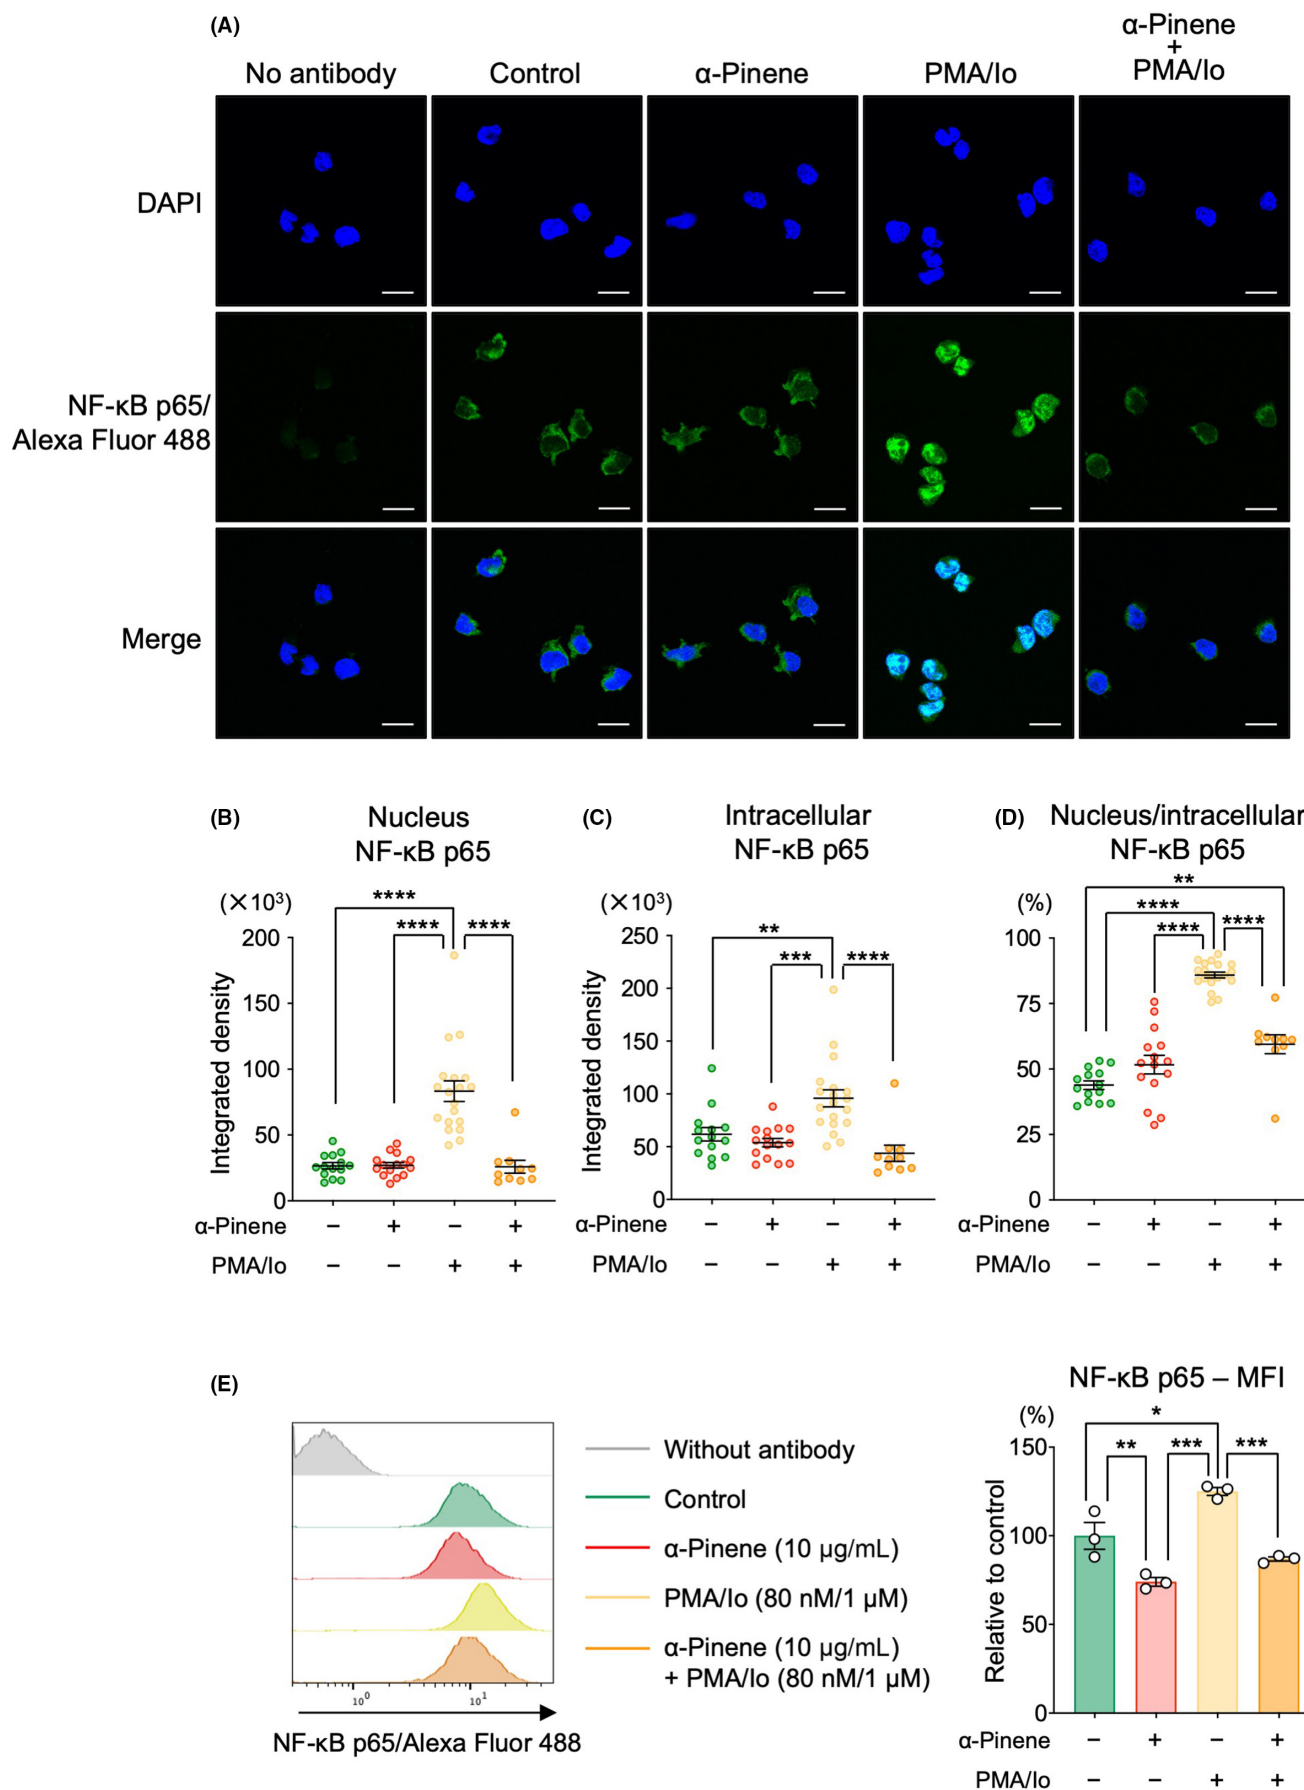 (A)
No antibody Control α-Pinene PMA/Io α-Pinene + PMA/Io
DAPI
NF-κB p65/
Alexa Fluor 488
Merge
(B)
Nucleus
NF-κB p65
(×10³)
Integrated density
200
150
100
50
0
**** **** ****
α-Pinene − + − +
PMA/Io − − + +
(C)
Intracellular
NF-κB p65
(×10³)
Integrated density
250
200
150
100
50
0
** *** ****
α-Pinene − + − +
PMA/Io − − + +
(D)
Nucleus/intracellular
NF-κB p65
(%)
100
75
50
25
0
** **** **** ****
α-Pinene − + − +
PMA/Io − − + +
(E)
10⁰ 10¹
NF-κB p65/Alexa Fluor 488
Without antibody
Control
α-Pinene (10 µg/mL)
PMA/Io (80 nM/1 µM)
α-Pinene (10 µg/mL)
+ PMA/Io (80 nM/1 µM)
NF-κB p65 – MFI
(%)
Relative to control
150
100
50
0
* ** *** ***
α-Pinene − + − +
PMA/Io − − + +